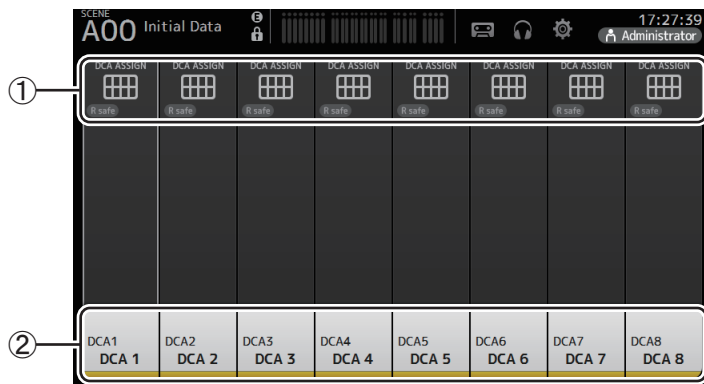 SCENE
A00 Initial Data
E
17:27:39
Administrator
①
DCA ASSIGN DCA ASSIGN DCA ASSIGN DCA ASSIGN DCA ASSIGN DCA ASSIGN DCA ASSIGN DCA ASSIGN
R safe R safe R safe R safe R safe R safe R safe R safe
②
DCA1 DCA2 DCA3 DCA4 DCA5 DCA6 DCA7 DCA8
DCA 1 DCA 2 DCA 3 DCA 4 DCA 5 DCA 6 DCA 7 DCA 8